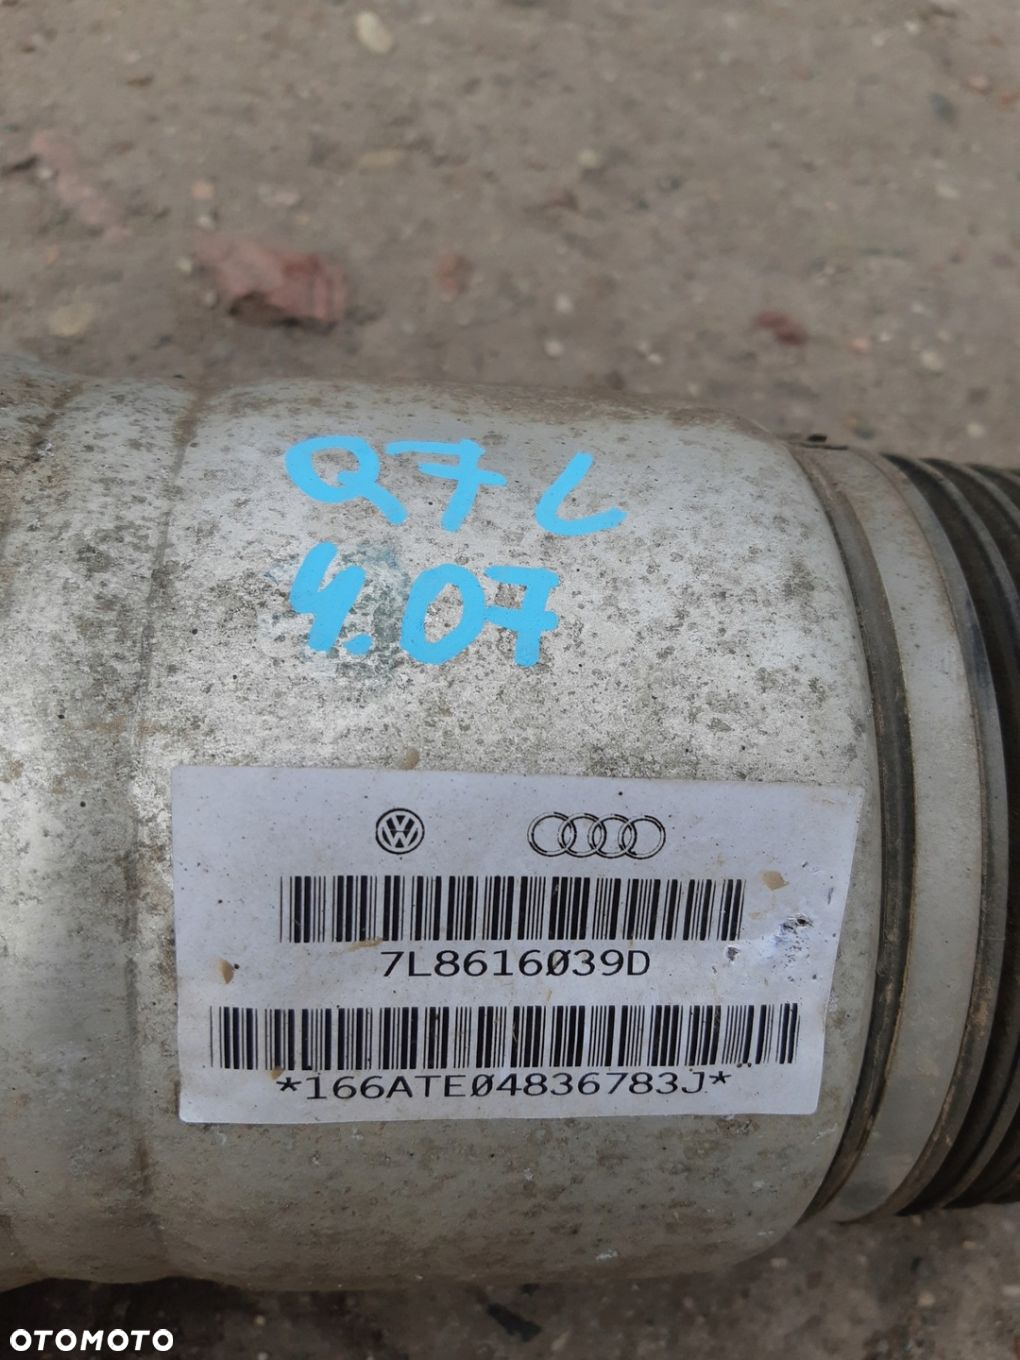 Q7 L
4.07
7L8616039D
*166ATE04836783J*
OTOMOTO